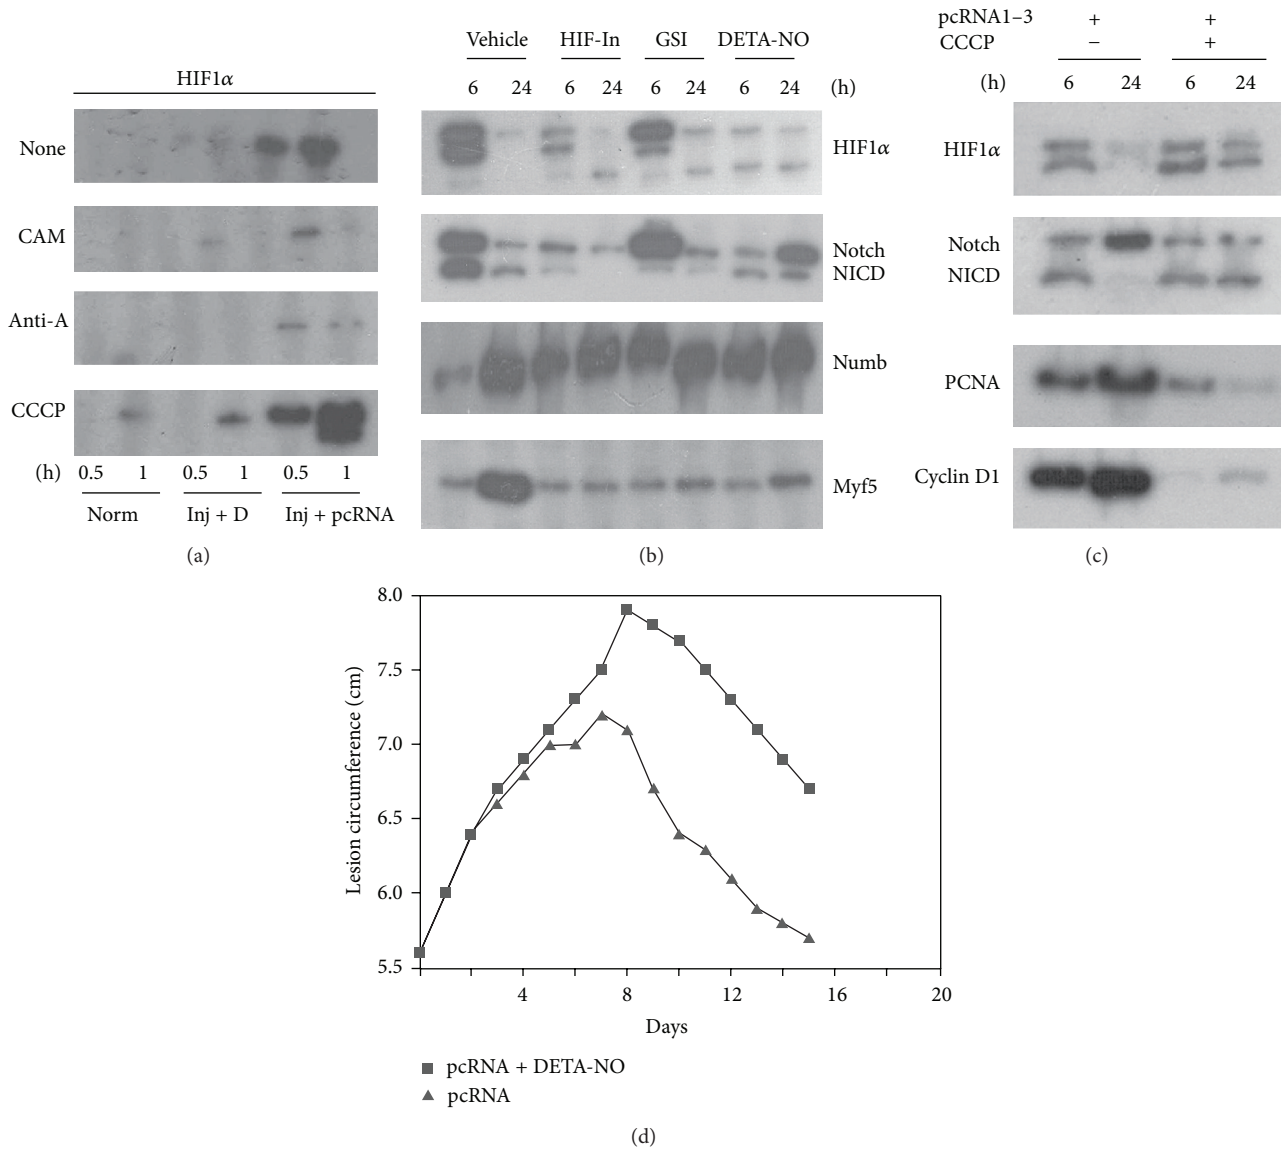 HIF1α
None
CAM
Anti-A
CCCP
(h) 0.5 1 0.5 1 0.5 1
Norm Inj + D Inj + pcRNA
(a)
Vehicle HIF-In GSI DETA-NO
6 24 6 24 6 24 6 24 (h)
HIF1α
Notch
NICD
Numb
Myf5
(b)
pcRNA1–3 + +
CCCP − +
(h) 6 24 6 24
HIF1α
Notch
NICD
PCNA
Cyclin D1
(c)
8.0
7.5
7.0
6.5
6.0
5.5
Lesion circumference (cm)
4 8 12 16 20
Days
pcRNA + DETA-NO
pcRNA
(d)